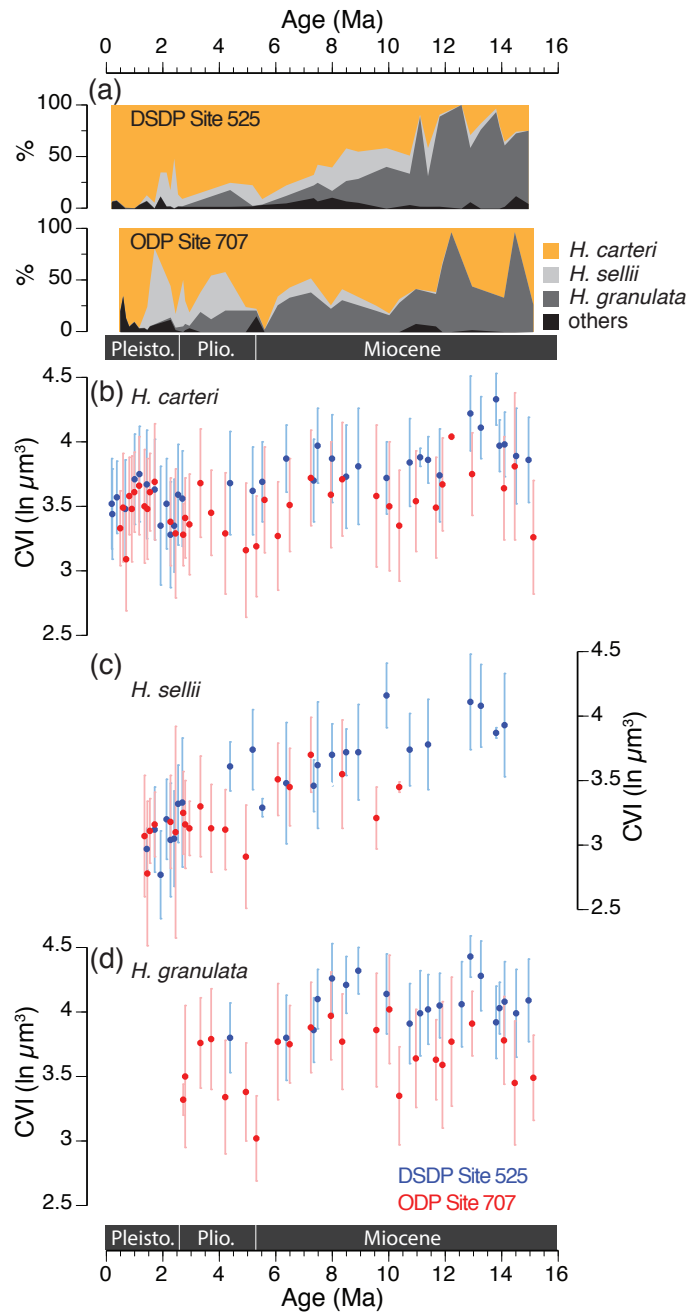 Age (Ma)
0 2 4 6 8 10 12 14 16
(a)
DSDP Site 525
100
50
0
%
ODP Site 707
100
50
0
%
H. carteri
H. sellii
H. granulata
others
Pleisto. Plio. Miocene
(b)
H. carteri
4.5
4
3.5
3
2.5
CVI (ln µm³)
(c)
H. sellii
4.5
4
3.5
3
2.5
CVI (ln µm³)
(d)
H. granulata
4.5
4
3.5
3
2.5
CVI (ln µm³)
DSDP Site 525
ODP Site 707
Pleisto. Plio. Miocene
0 2 4 6 8 10 12 14 16
Age (Ma)